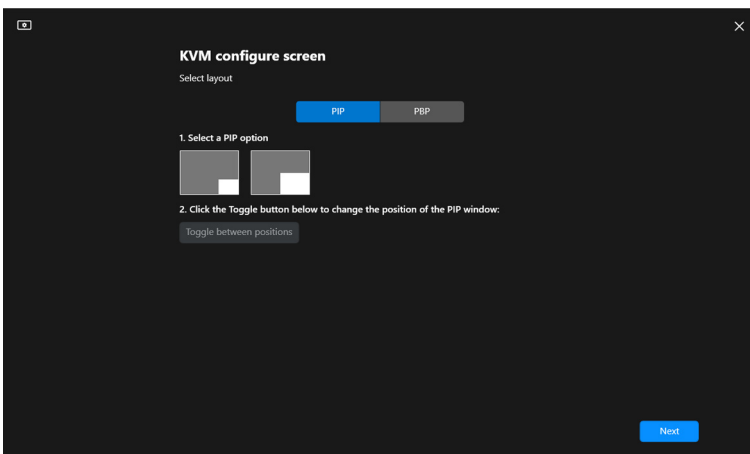 KVM configure screen
Select layout
PIP PBP
1. Select a PIP option
2. Click the Toggle button below to change the position of the PIP window:
Toggle between positions
Next